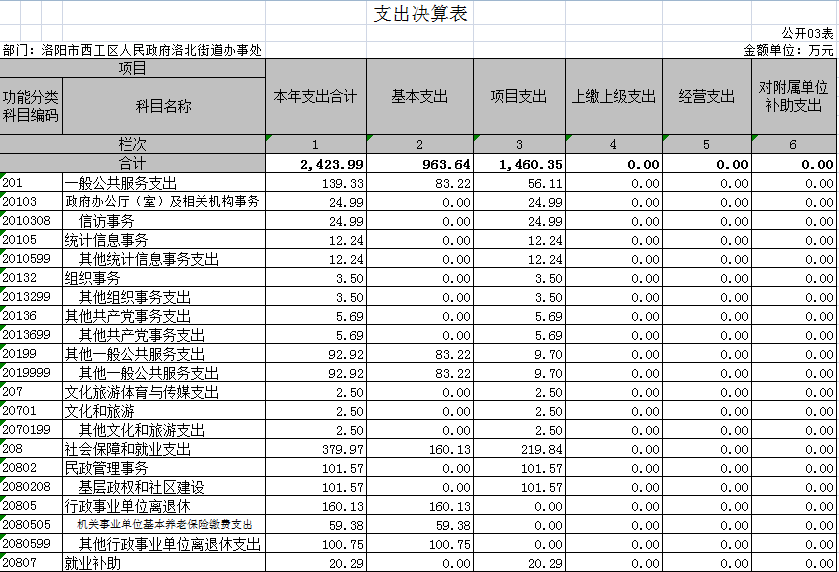 支出决算表
公开03表
部门：洛阳市西工区人民政府洛北街道办事处 金额单位：万元
项目 本年支出合计 基本支出 项目支出 上缴上级支出 经营支出 对附属单位补助支出
功能分类科目编码 科目名称
栏次 1 2 3 4 5 6
合计 2,423.99 963.64 1,460.35 0.00 0.00 0.00
201 一般公共服务支出 139.33 83.22 56.11 0.00 0.00 0.00
20103 政府办公厅（室）及相关机构事务 24.99 0.00 24.99 0.00 0.00 0.00
2010308 信访事务 24.99 0.00 24.99 0.00 0.00 0.00
20105 统计信息事务 12.24 0.00 12.24 0.00 0.00 0.00
2010599 其他统计信息事务支出 12.24 0.00 12.24 0.00 0.00 0.00
20132 组织事务 3.50 0.00 3.50 0.00 0.00 0.00
2013299 其他组织事务支出 3.50 0.00 3.50 0.00 0.00 0.00
20136 其他共产党事务支出 5.69 0.00 5.69 0.00 0.00 0.00
2013699 其他共产党事务支出 5.69 0.00 5.69 0.00 0.00 0.00
20199 其他一般公共服务支出 92.92 83.22 9.70 0.00 0.00 0.00
2019999 其他一般公共服务支出 92.92 83.22 9.70 0.00 0.00 0.00
207 文化旅游体育与传媒支出 2.50 0.00 2.50 0.00 0.00 0.00
20701 文化和旅游 2.50 0.00 2.50 0.00 0.00 0.00
2070199 其他文化和旅游支出 2.50 0.00 2.50 0.00 0.00 0.00
208 社会保障和就业支出 379.97 160.13 219.84 0.00 0.00 0.00
20802 民政管理事务 101.57 0.00 101.57 0.00 0.00 0.00
2080208 基层政权和社区建设 101.57 0.00 101.57 0.00 0.00 0.00
20805 行政事业单位离退休 160.13 160.13 0.00 0.00 0.00 0.00
2080505 机关事业单位基本养老保险缴费支出 59.38 59.38 0.00 0.00 0.00 0.00
2080599 其他行政事业单位离退休支出 100.75 100.75 0.00 0.00 0.00 0.00
20807 就业补助 20.29 0.00 20.29 0.00 0.00 0.00